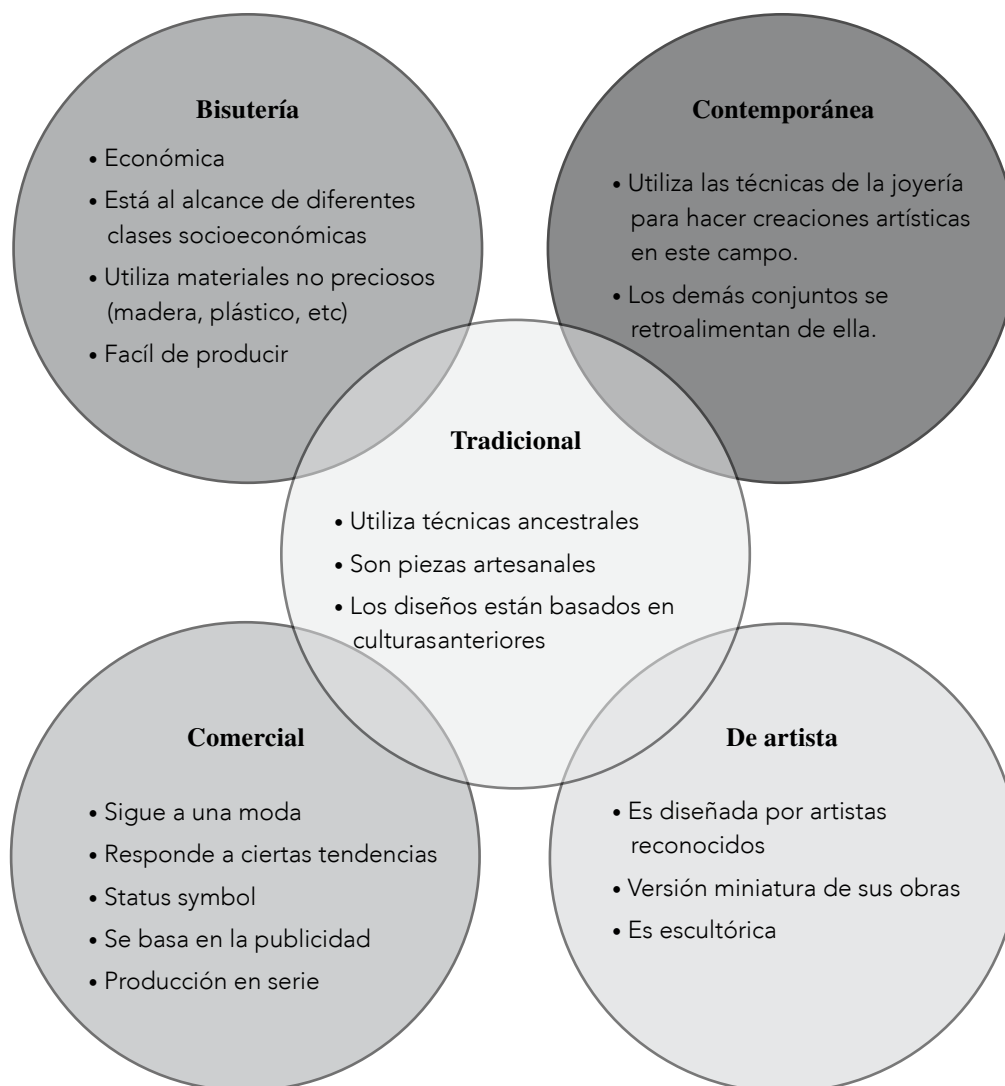 Bisutería
• Económica
• Está al alcance de diferentes
clases socioeconómicas
• Utiliza materiales no preciosos
(madera, plástico, etc)
• Facíl de producir
Contemporánea
• Utiliza las técnicas de la joyería
para hacer creaciones artísticas
en este campo.
• Los demás conjuntos se
retroalimentan de ella.
Tradicional
• Utiliza técnicas ancestrales
• Son piezas artesanales
• Los diseños están basados en
culturasanteriores
Comercial
• Sigue a una moda
• Responde a ciertas tendencias
• Status symbol
• Se basa en la publicidad
• Producción en serie
De artista
• Es diseñada por artistas
reconocidos
• Versión miniatura de sus obras
• Es escultórica